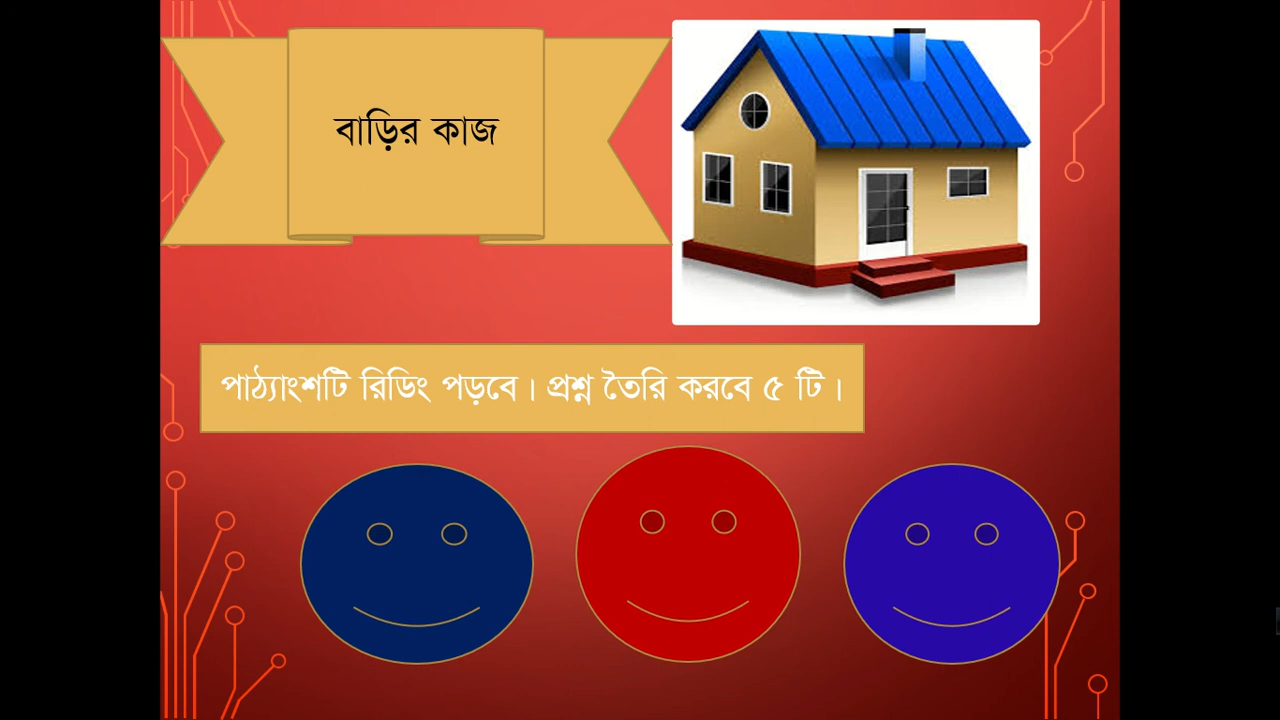 বাড়ির কাজ
পাঠ্যাংশটি রিডিং পড়বে। প্রশ্ন তৈরি করবে ৫ টি।